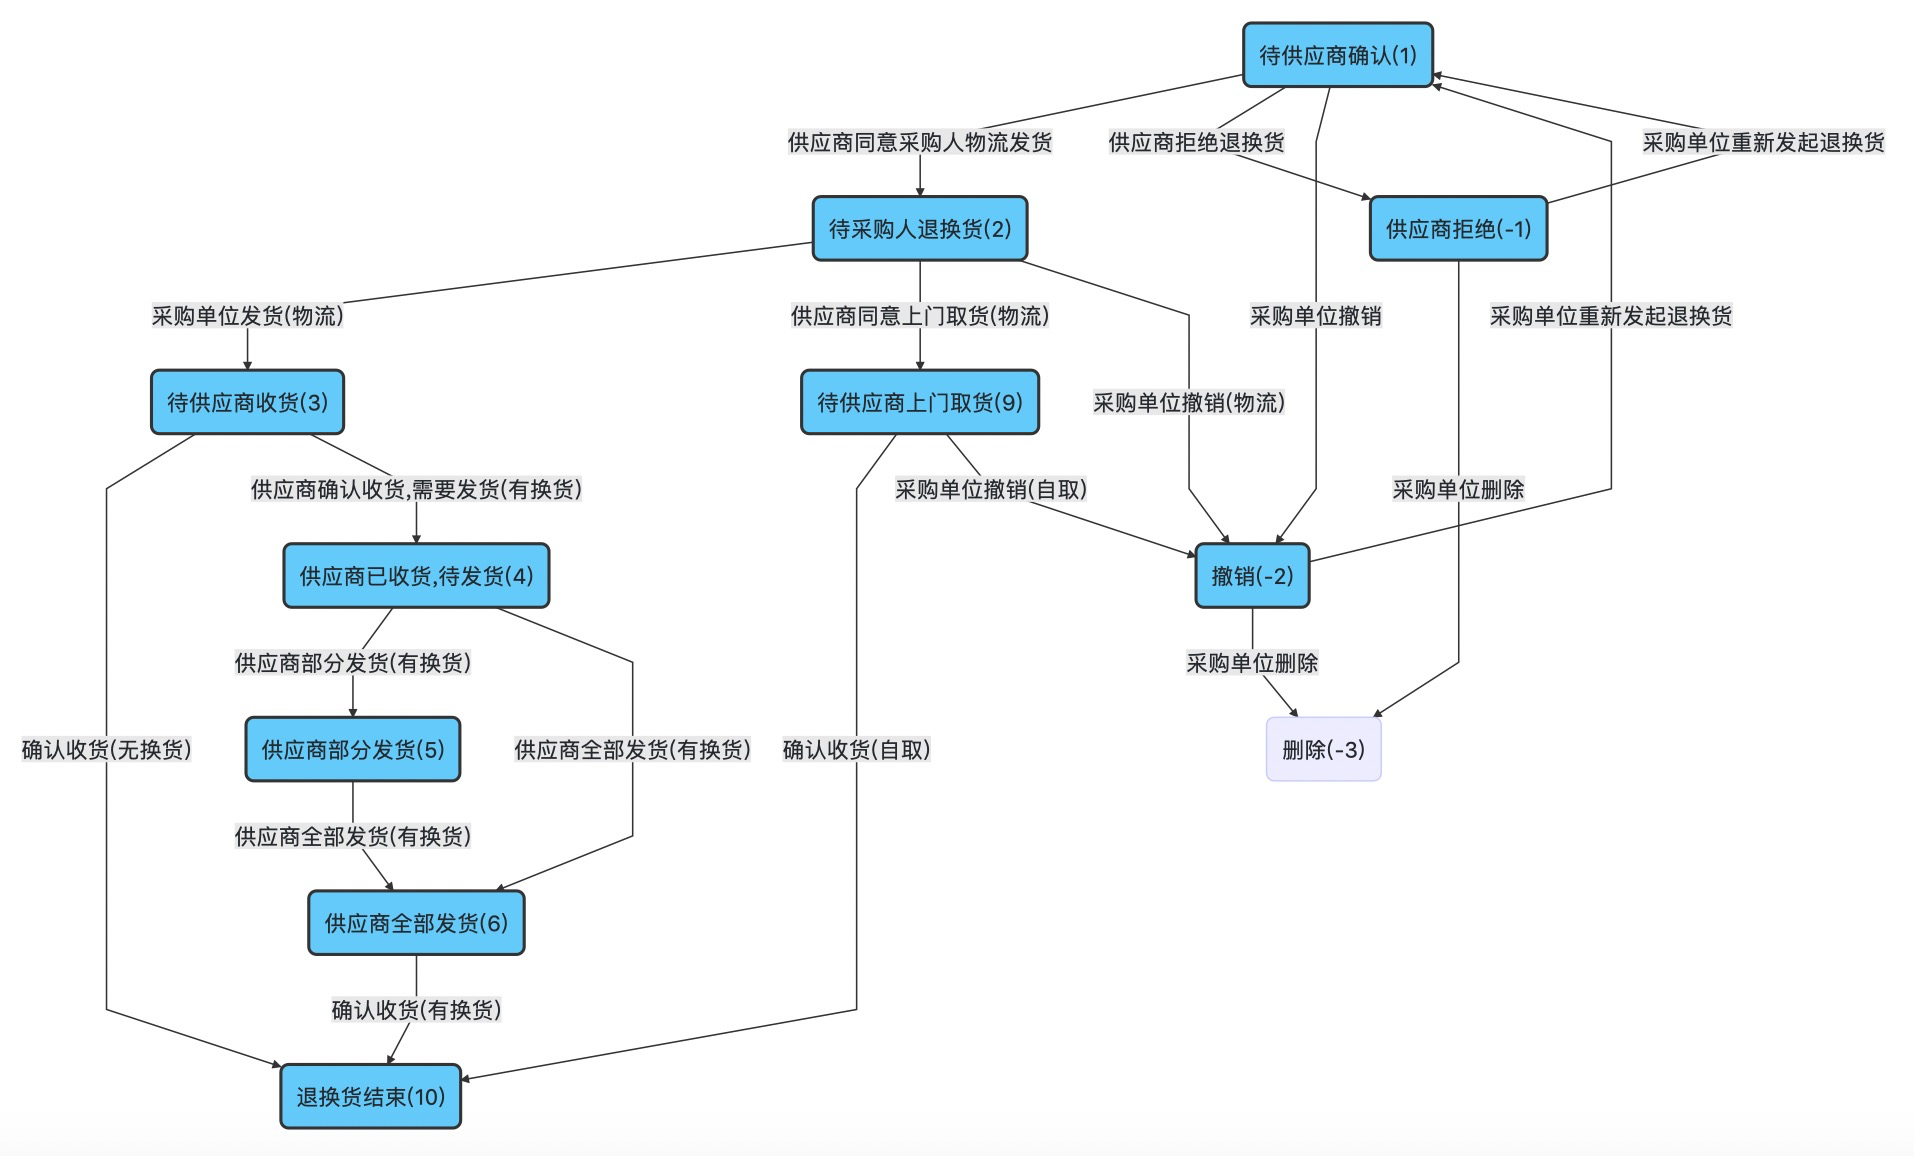 待供应商确认(1)
供应商同意采购人物流发货
供应商拒绝退换货
采购单位重新发起退换货
待采购人退换货(2)
供应商拒绝(-1)
采购单位发货(物流)
供应商同意上门取货(物流)
采购单位撤销
采购单位重新发起退换货
待供应商收货(3)
待供应商上门取货(9)
采购单位撤销(物流)
供应商确认收货,需要发货(有换货)
采购单位撤销(自取)
采购单位删除
供应商已收货,待发货(4)
撤销(-2)
供应商部分发货(有换货)
采购单位删除
确认收货(无换货)
供应商部分发货(5)
供应商全部发货(有换货)
确认收货(自取)
删除(-3)
供应商全部发货(有换货)
供应商全部发货(6)
确认收货(有换货)
退换货结束(10)